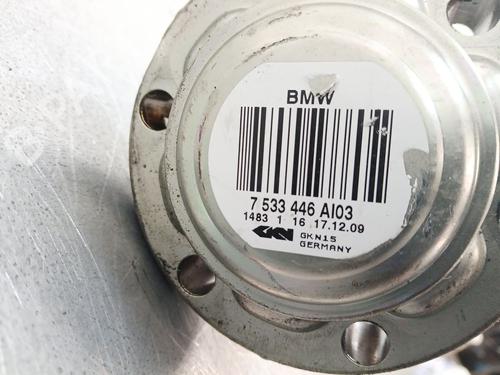 BMW
7 533 446 AI03
1483 1 16 17.12.09
GKN GKN15
GERMANY